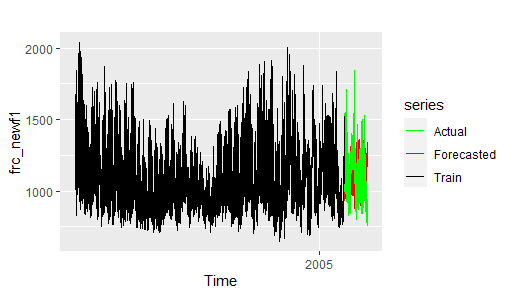 2000
1500
1000
frc_newf1
2005
Time
series
Actual
Forecasted
Train